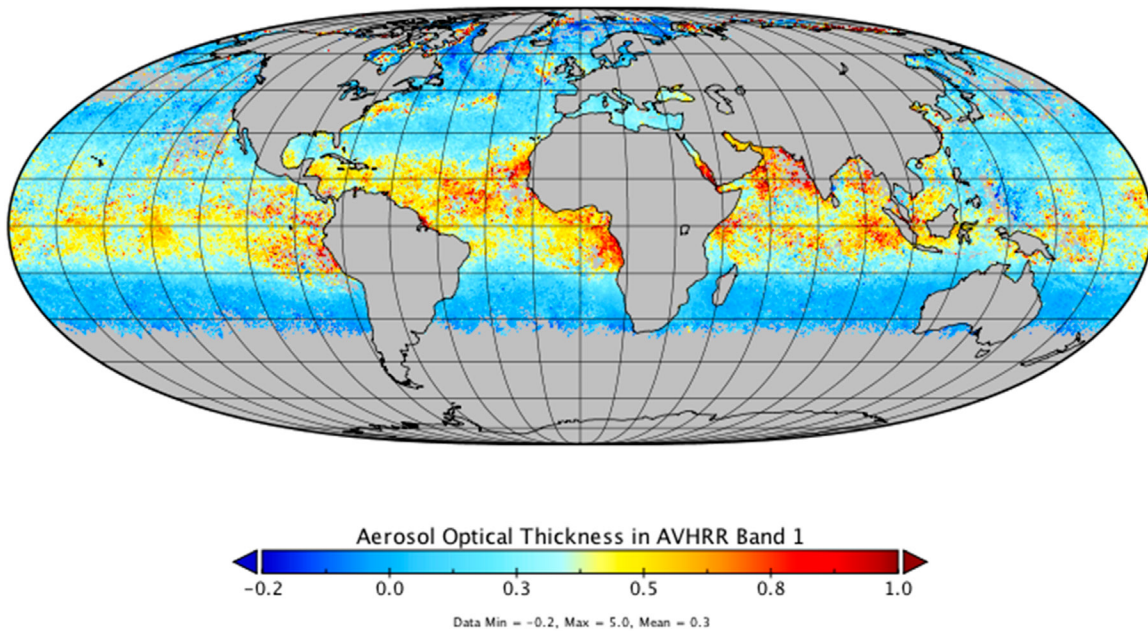 Aerosol Optical Thickness in AVHRR Band 1
−0.2 0.0 0.3 0.5 0.8 1.0
Data Min = −0.2, Max = 5.0, Mean = 0.3